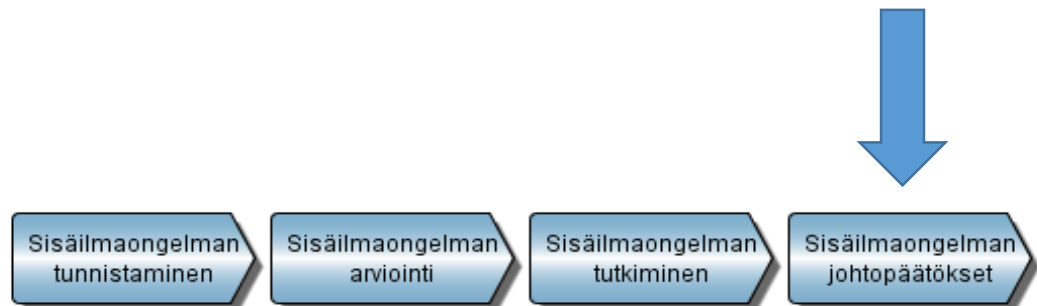 Sisäilmaongelman
tunnistaminen
Sisäilmaongelman
arviointi
Sisäilmaongelman
tutkiminen
Sisäilmaongelman
johtopäätökset